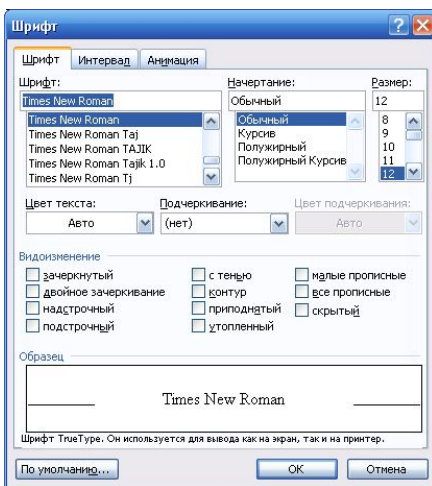 Шрифт
Шрифт Интервал Анимация
Шрифт: Начертание: Размер:
Times New Roman Обычный 12
Times New Roman Обычный 8
Times New Roman Taj Курсив 9
Times New Roman TAJIK Полужирный 10
Times New Roman Tajik 1.0 Полужирный Курсив 11
Times New Roman Tj 12
Цвет текста: Подчеркивание: Цвет подчеркивания:
Авто (нет) Авто
Видоизменение
зачеркнутый с тенью малые прописные
двойное зачеркивание контур все прописные
надстрочный приподнятый скрытый
подстрочный утопленный
Образец
Times New Roman
Шрифт TrueType. Он используется для вывода как на экран, так и на принтер.
По умолчанию... ОК Отмена